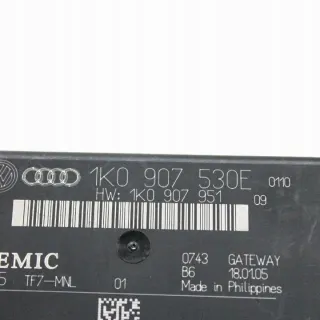 1K0 907 530E 0110
HW: 1K0 907 951 09
EMIC 0743 GATEWAY
5 TF7-MNL 01 B6 18.01.05
Made in Philippines